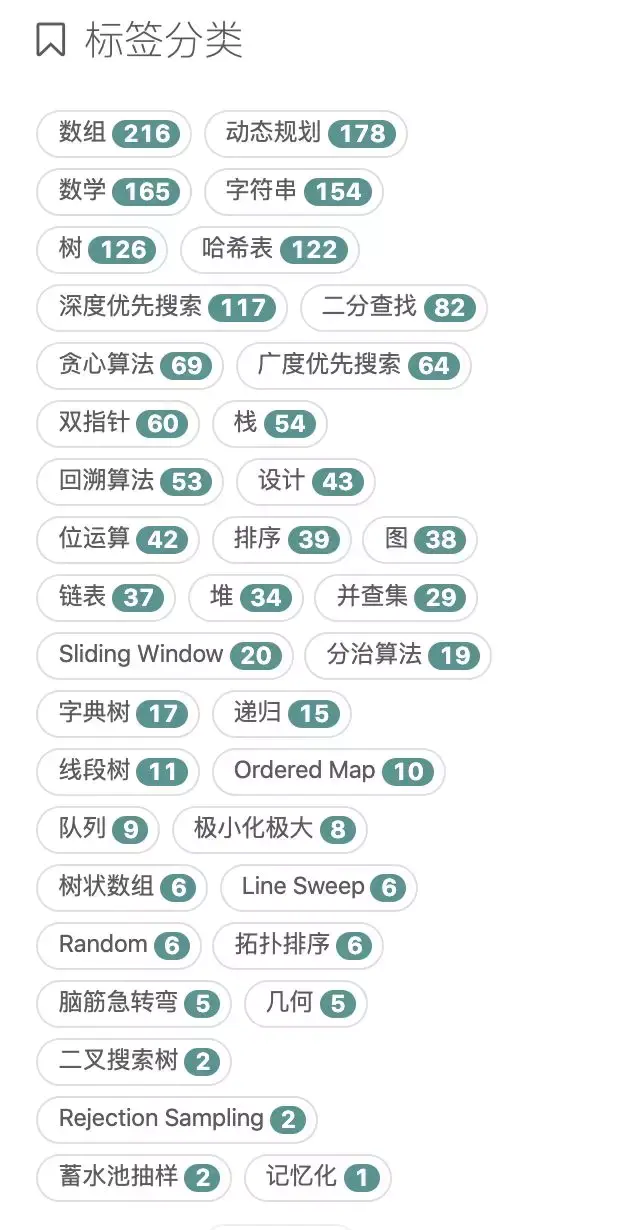 标签分类
数组 216 动态规划 178
数学 165 字符串 154
树 126 哈希表 122
深度优先搜索 117 二分查找 82
贪心算法 69 广度优先搜索 64
双指针 60 栈 54
回溯算法 53 设计 43
位运算 42 排序 39 图 38
链表 37 堆 34 并查集 29
Sliding Window 20 分治算法 19
字典树 17 递归 15
线段树 11 Ordered Map 10
队列 9 极小化极大 8
树状数组 6 Line Sweep 6
Random 6 拓扑排序 6
脑筋急转弯 5 几何 5
二叉搜索树 2
Rejection Sampling 2
蓄水池抽样 2 记忆化 1